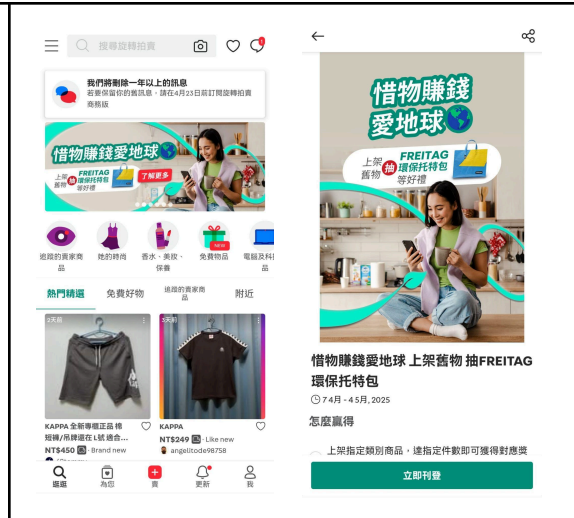 搜尋旋轉拍賣
我們將刪除一年以上的訊息
若要保留你的舊訊息，請在4月23日前訂閱旋轉拍賣
商務版
惜物賺錢愛地球
上架
舊物
抽
FREITAG
環保托特包
等好禮
了解更多
NEW
追蹤的賣家商
品
她的時尚
香水、美妝、
保養
免費物品
電腦及科技
品
熱門精選
免費好物
追蹤的賣家商
品
附近
2天前
3天前
KAPPA 全新專櫃正品 棉
短褲/吊牌還在 L號 適合...
NT$450
Brand new
KAPPA
NT$249
Like new
angelitode98758
逛逛
為您
賣
更新
我
惜物賺錢
愛地球
上架
舊物
抽
FREITAG
環保托特包
等好禮
惜物賺錢愛地球 上架舊物 抽FREITAG
環保托特包
7 4月 - 4 5月, 2025
怎麼贏得
上架指定類別商品，達指定件數即可獲得對應獎
立即刊登